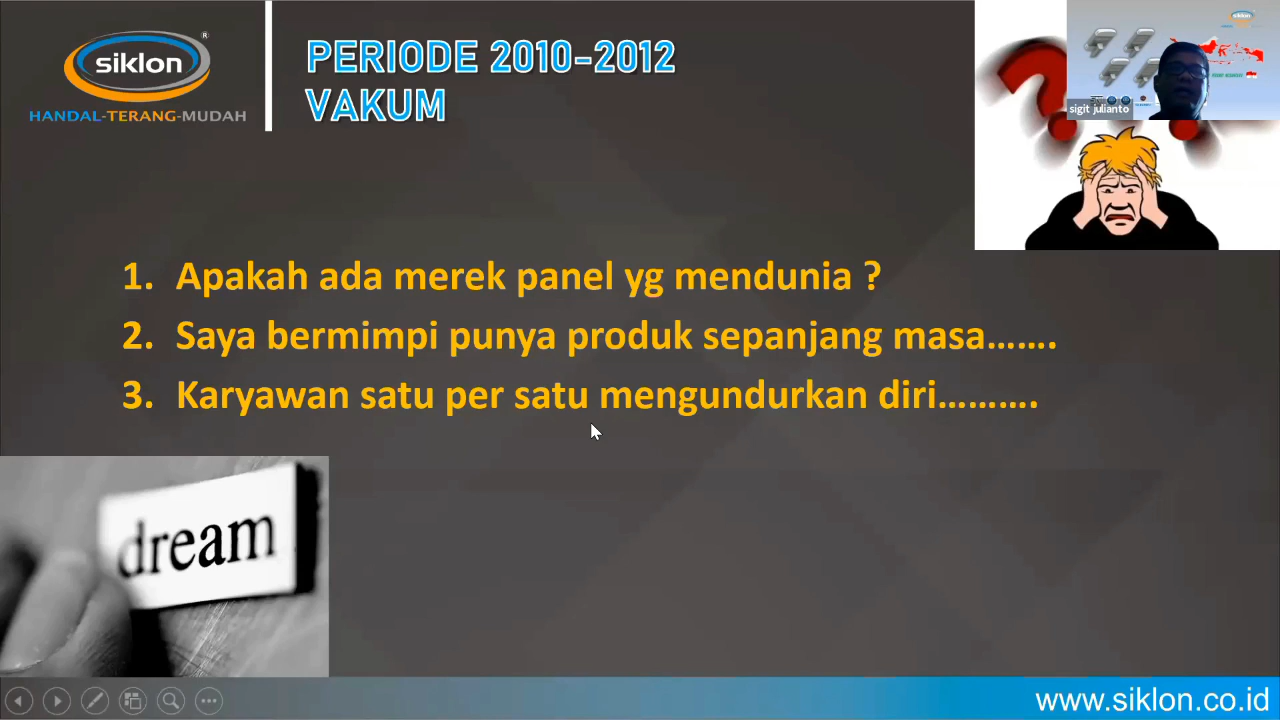 siklon
®
HANDAL-TERANG-MUDAH
PERIODE 2010-2012
VAKUM
sigit julianto
1. Apakah ada merek panel yg mendunia ?
2. Saya bermimpi punya produk sepanjang masa…….
3. Karyawan satu per satu mengundurkan diri……….
dream
www.siklon.co.id